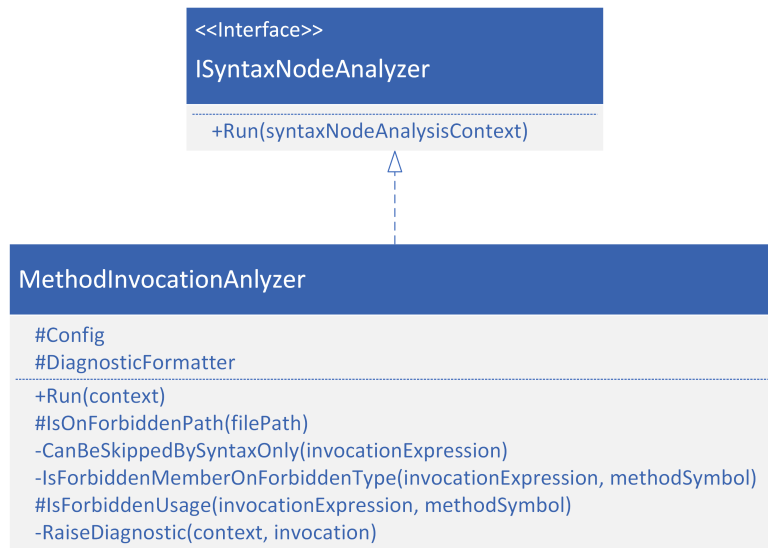 <<Interface>>
ISyntaxNodeAnalyzer
+Run(syntaxNodeAnalysisContext)
MethodInvocationAnlyzer
#Config
#DiagnosticFormatter
+Run(context)
#IsOnForbiddenPath(filePath)
-CanBeSkippedBySyntaxOnly(invocationExpression)
-IsForbiddenMemberOnForbiddenType(invocationExpression, methodSymbol)
#IsForbiddenUsage(invocationExpression, methodSymbol)
-RaiseDiagnostic(context, invocation)